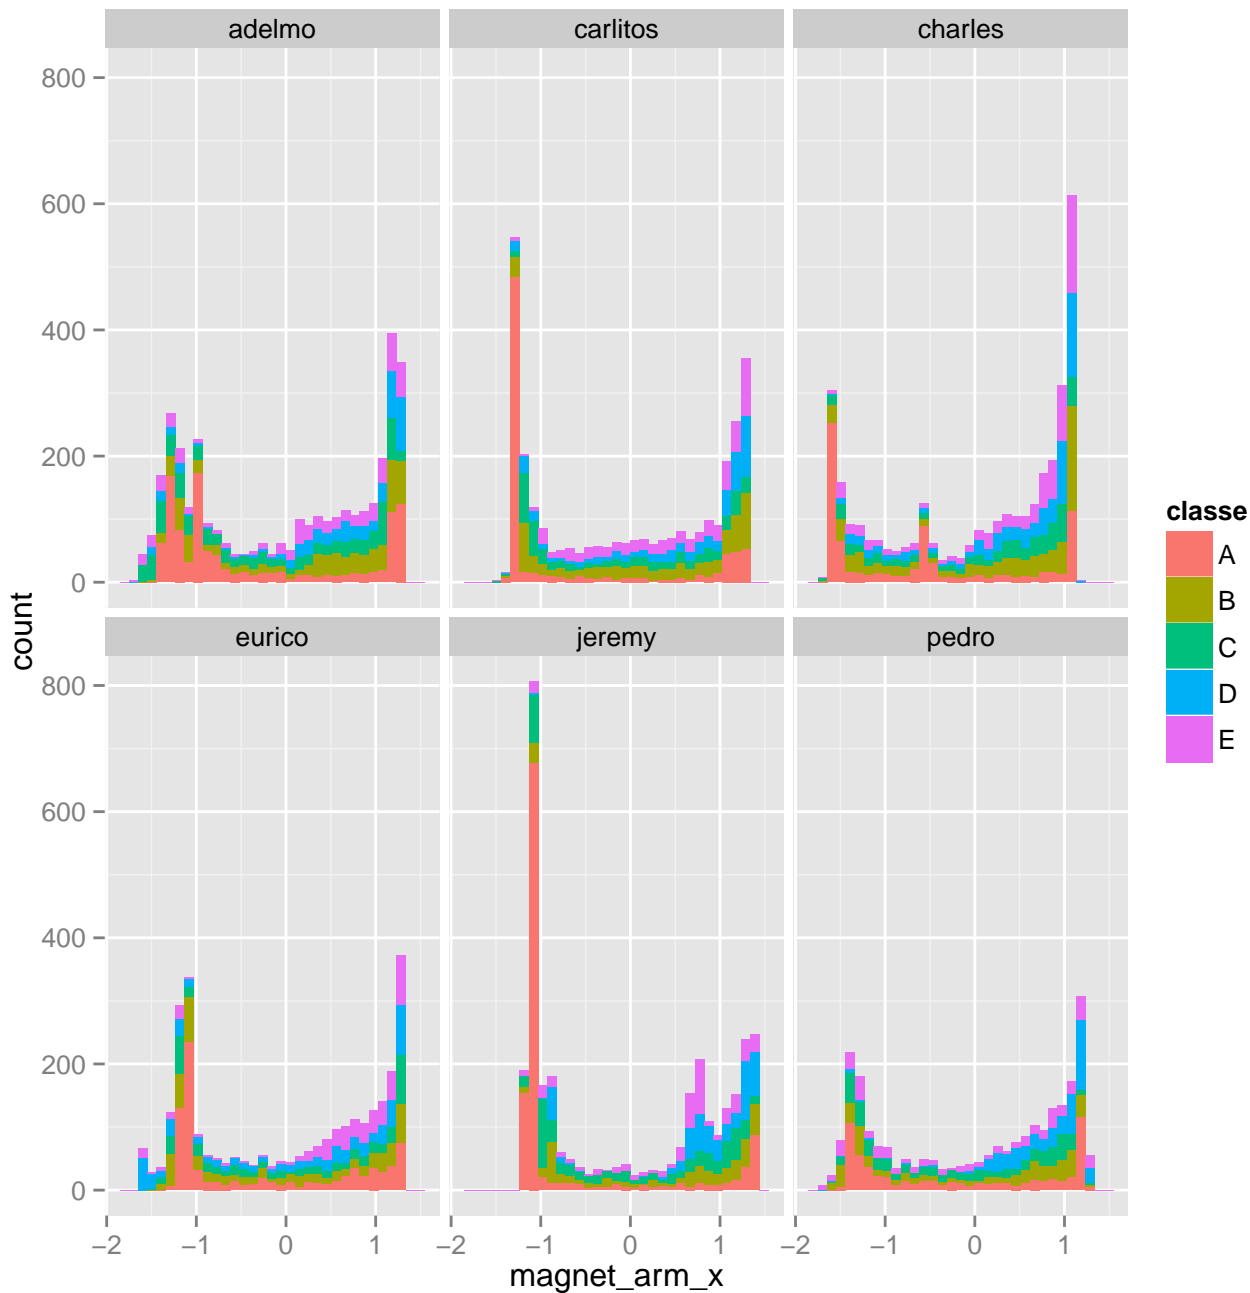 adelmo carlitos charles
800
600
400
200
0
eurico jeremy pedro
800
600
400
200
0
−2 −1 0 1 −2 −1 0 1 −2 −1 0 1
magnet_arm_x
count
classe
A
B
C
D
E